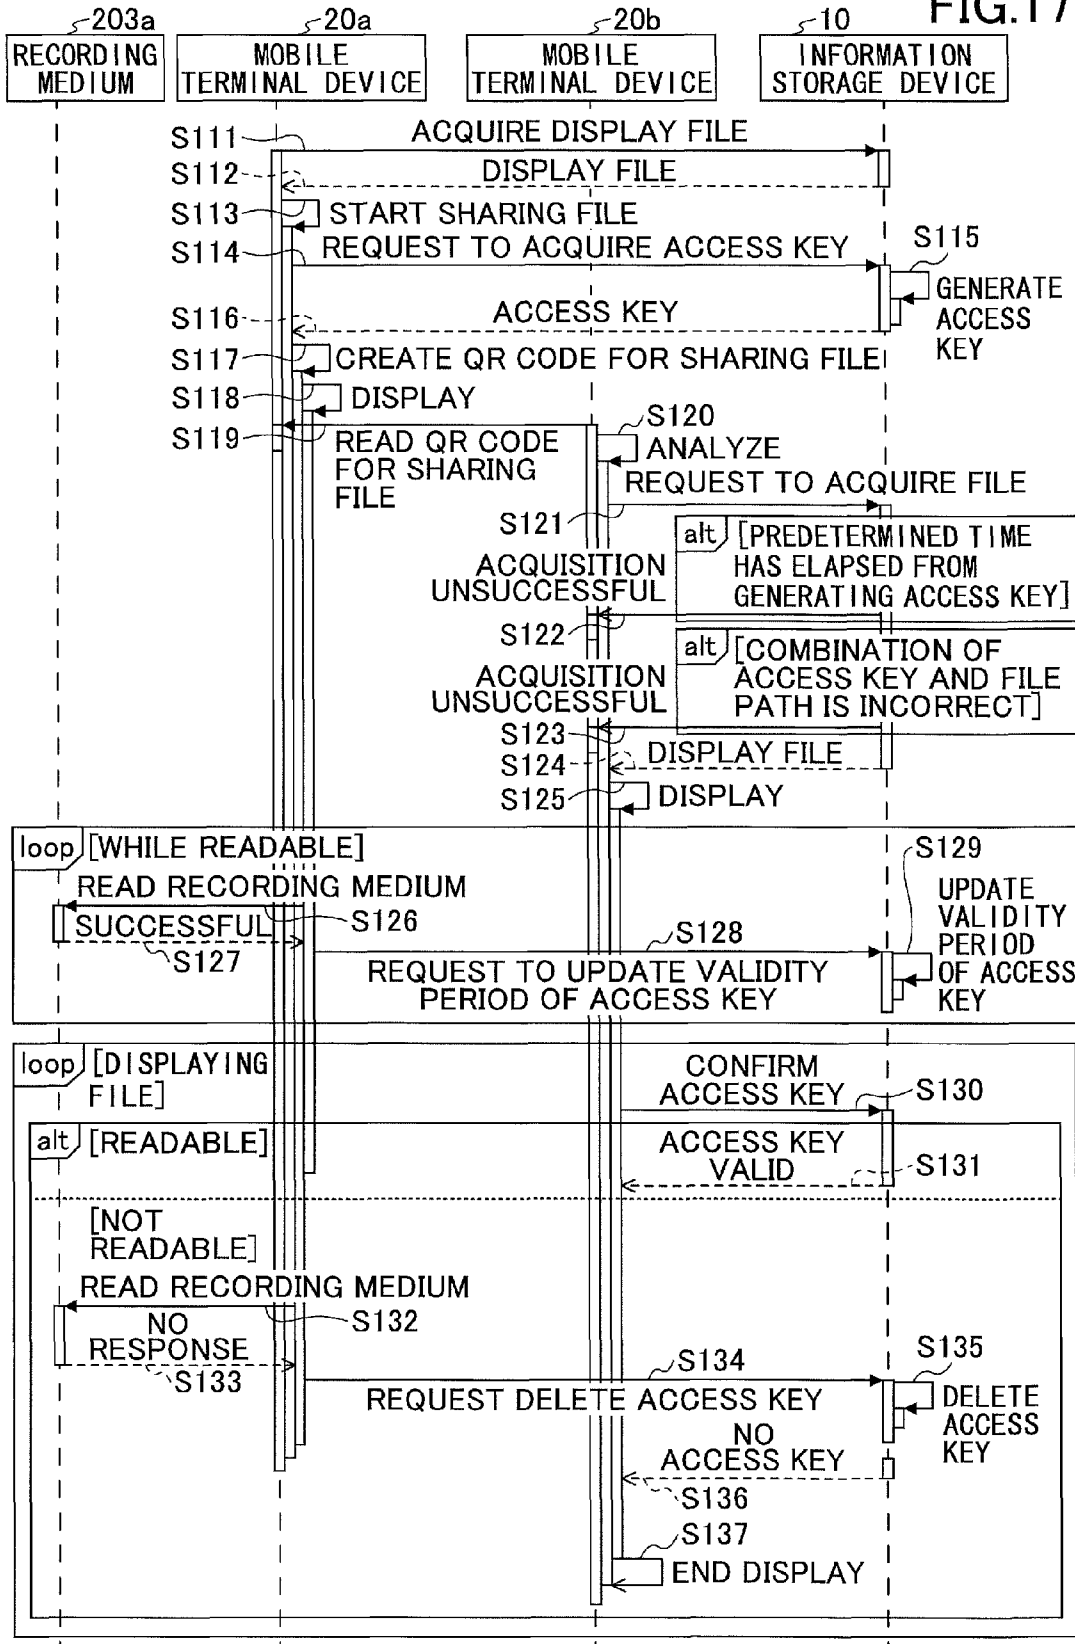 FIG.17
203a
20a
20b
10
RECORDING
MEDIUM
MOBILE
TERMINAL DEVICE
MOBILE
TERMINAL DEVICE
INFORMATION
STORAGE DEVICE
S111
ACQUIRE DISPLAY FILE
S112
DISPLAY FILE
S113
START SHARING FILE
S114
REQUEST TO ACQUIRE ACCESS KEY
S115
GENERATE
ACCESS
KEY
S116
ACCESS KEY
S117
CREATE QR CODE FOR SHARING FILE
S118
DISPLAY
S119
READ QR CODE
FOR SHARING
FILE
S120
ANALYZE
REQUEST TO ACQUIRE FILE
S121
alt
[PREDETERMINED TIME
HAS ELAPSED FROM
GENERATING ACCESS KEY]
ACQUISITION
UNSUCCESSFUL
S122
alt
[COMBINATION OF
ACCESS KEY AND FILE
PATH IS INCORRECT]
ACQUISITION
UNSUCCESSFUL
S123
S124
DISPLAY FILE
S125
DISPLAY
loop
[WHILE READABLE]
READ RECORDING MEDIUM
S126
SUCCESSFUL
S127
S128
REQUEST TO UPDATE VALIDITY
PERIOD OF ACCESS KEY
S129
UPDATE
VALIDITY
PERIOD
OF ACCESS
KEY
loop
[DISPLAYING
FILE]
CONFIRM
ACCESS KEY
S130
alt
[READABLE]
ACCESS KEY
VALID
S131
[NOT
READABLE]
READ RECORDING MEDIUM
S132
NO
RESPONSE
S133
S134
REQUEST DELETE ACCESS KEY
S135
DELETE
ACCESS
KEY
NO
ACCESS KEY
S136
S137
END DISPLAY